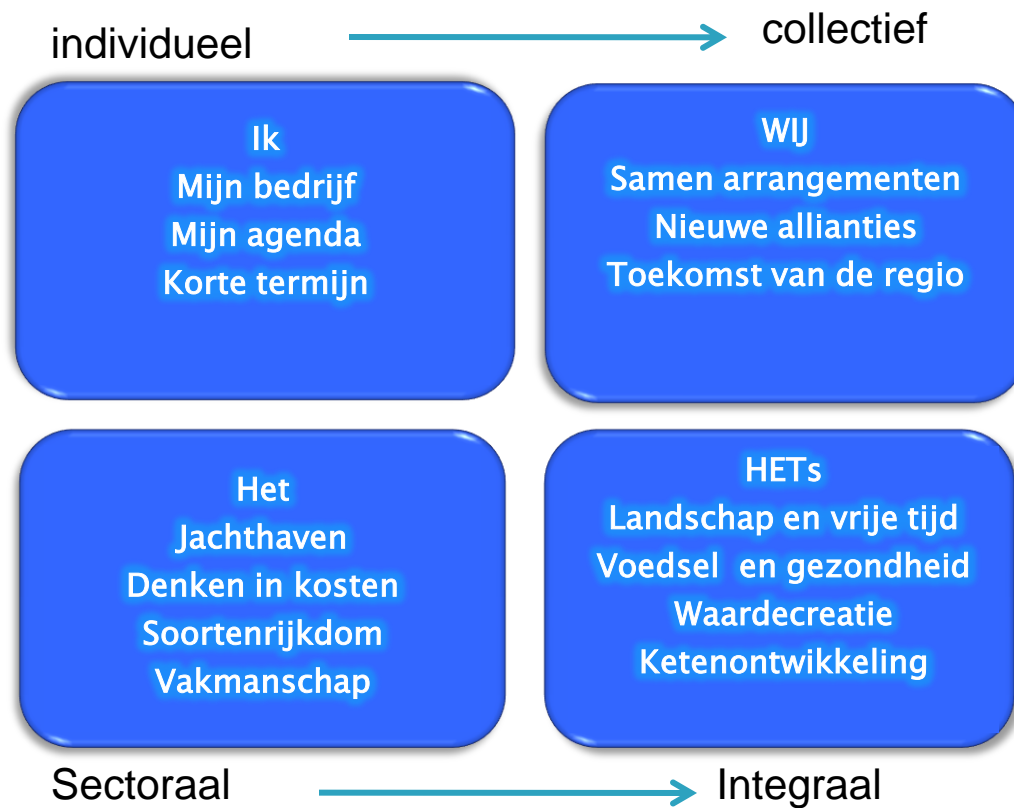 individueel
collectief
Ik
Mijn bedrijf
Mijn agenda
Korte termijn
WIJ
Samen arrangementen
Nieuwe allianties
Toekomst van de regio
Het
Jachthaven
Denken in kosten
Soortenrijkdom
Vakmanschap
HETs
Landschap en vrije tijd
Voedsel  en gezondheid
Waardecreatie
Ketenontwikkeling
Sectoraal
Integraal